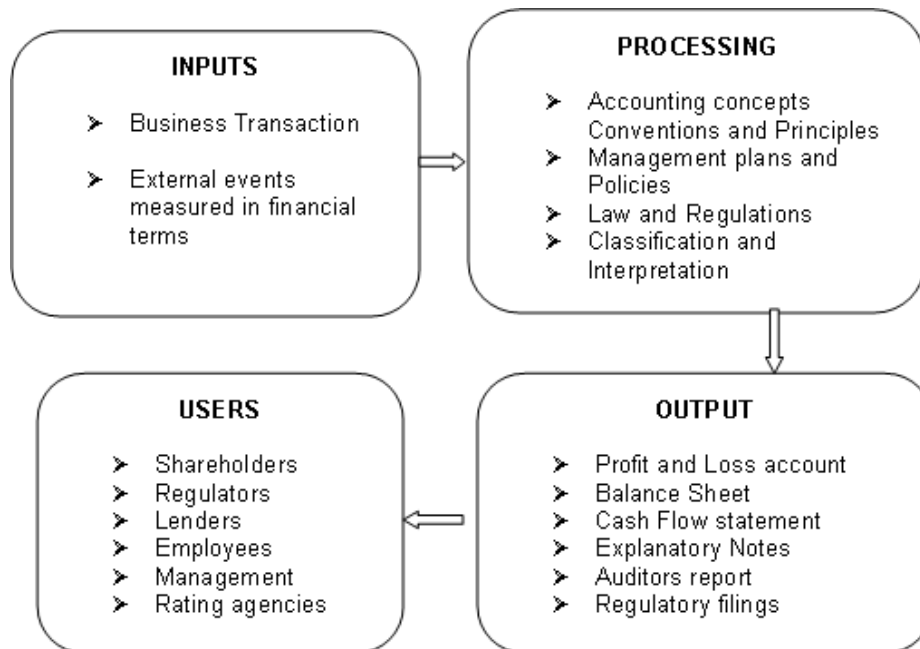 INPUTS
➢ Business Transaction
➢ External events
measured in financial
terms
PROCESSING
➢ Accounting concepts
Conventions and Principles
➢ Management plans and
Policies
➢ Law and Regulations
➢ Classification and
Interpretation
USERS
➢ Shareholders
➢ Regulators
➢ Lenders
➢ Employees
➢ Management
➢ Rating agencies
OUTPUT
➢ Profit and Loss account
➢ Balance Sheet
➢ Cash Flow statement
➢ Explanatory Notes
➢ Auditors report
➢ Regulatory filings